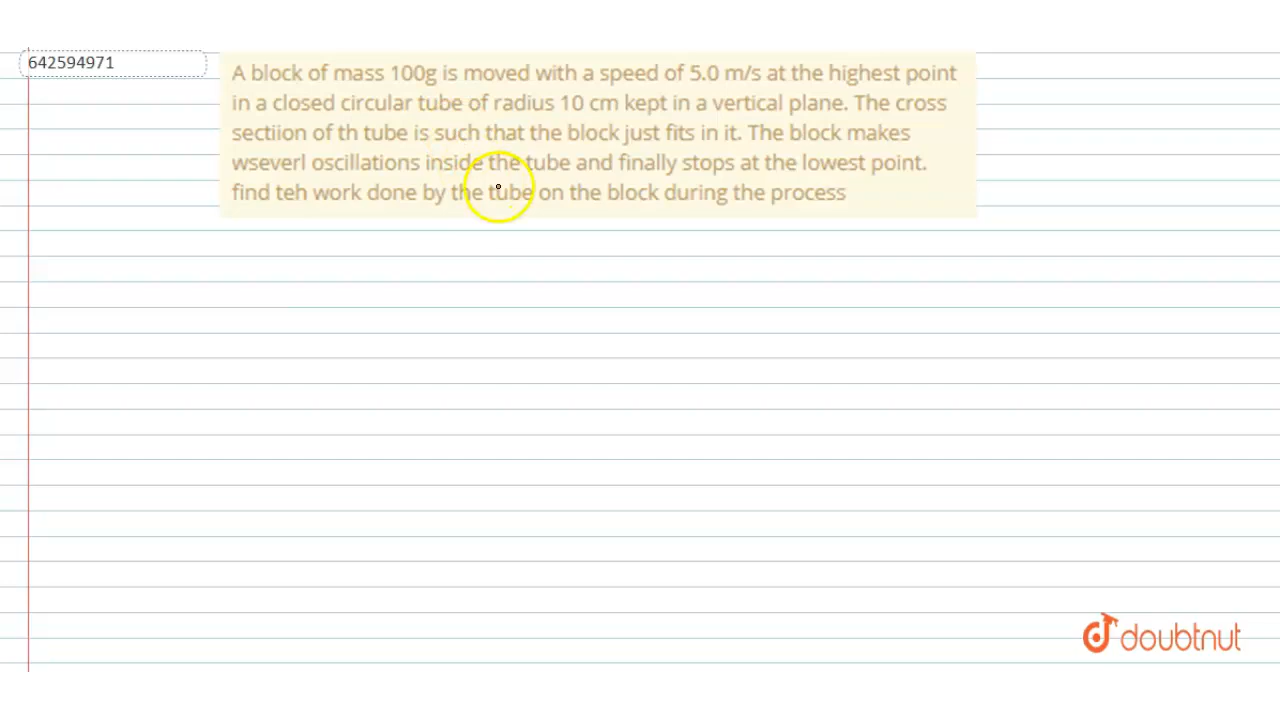 642594971
A block of mass 100g is moved with a speed of 5.0 m/s at the highest point
in a closed circular tube of radius 10 cm kept in a vertical plane. The cross
sectiion of th tube is such that the block just fits in it. The block makes
wseverl oscillations inside the tube and finally stops at the lowest point.
find teh work done by the tube on the block during the process
doubtnut